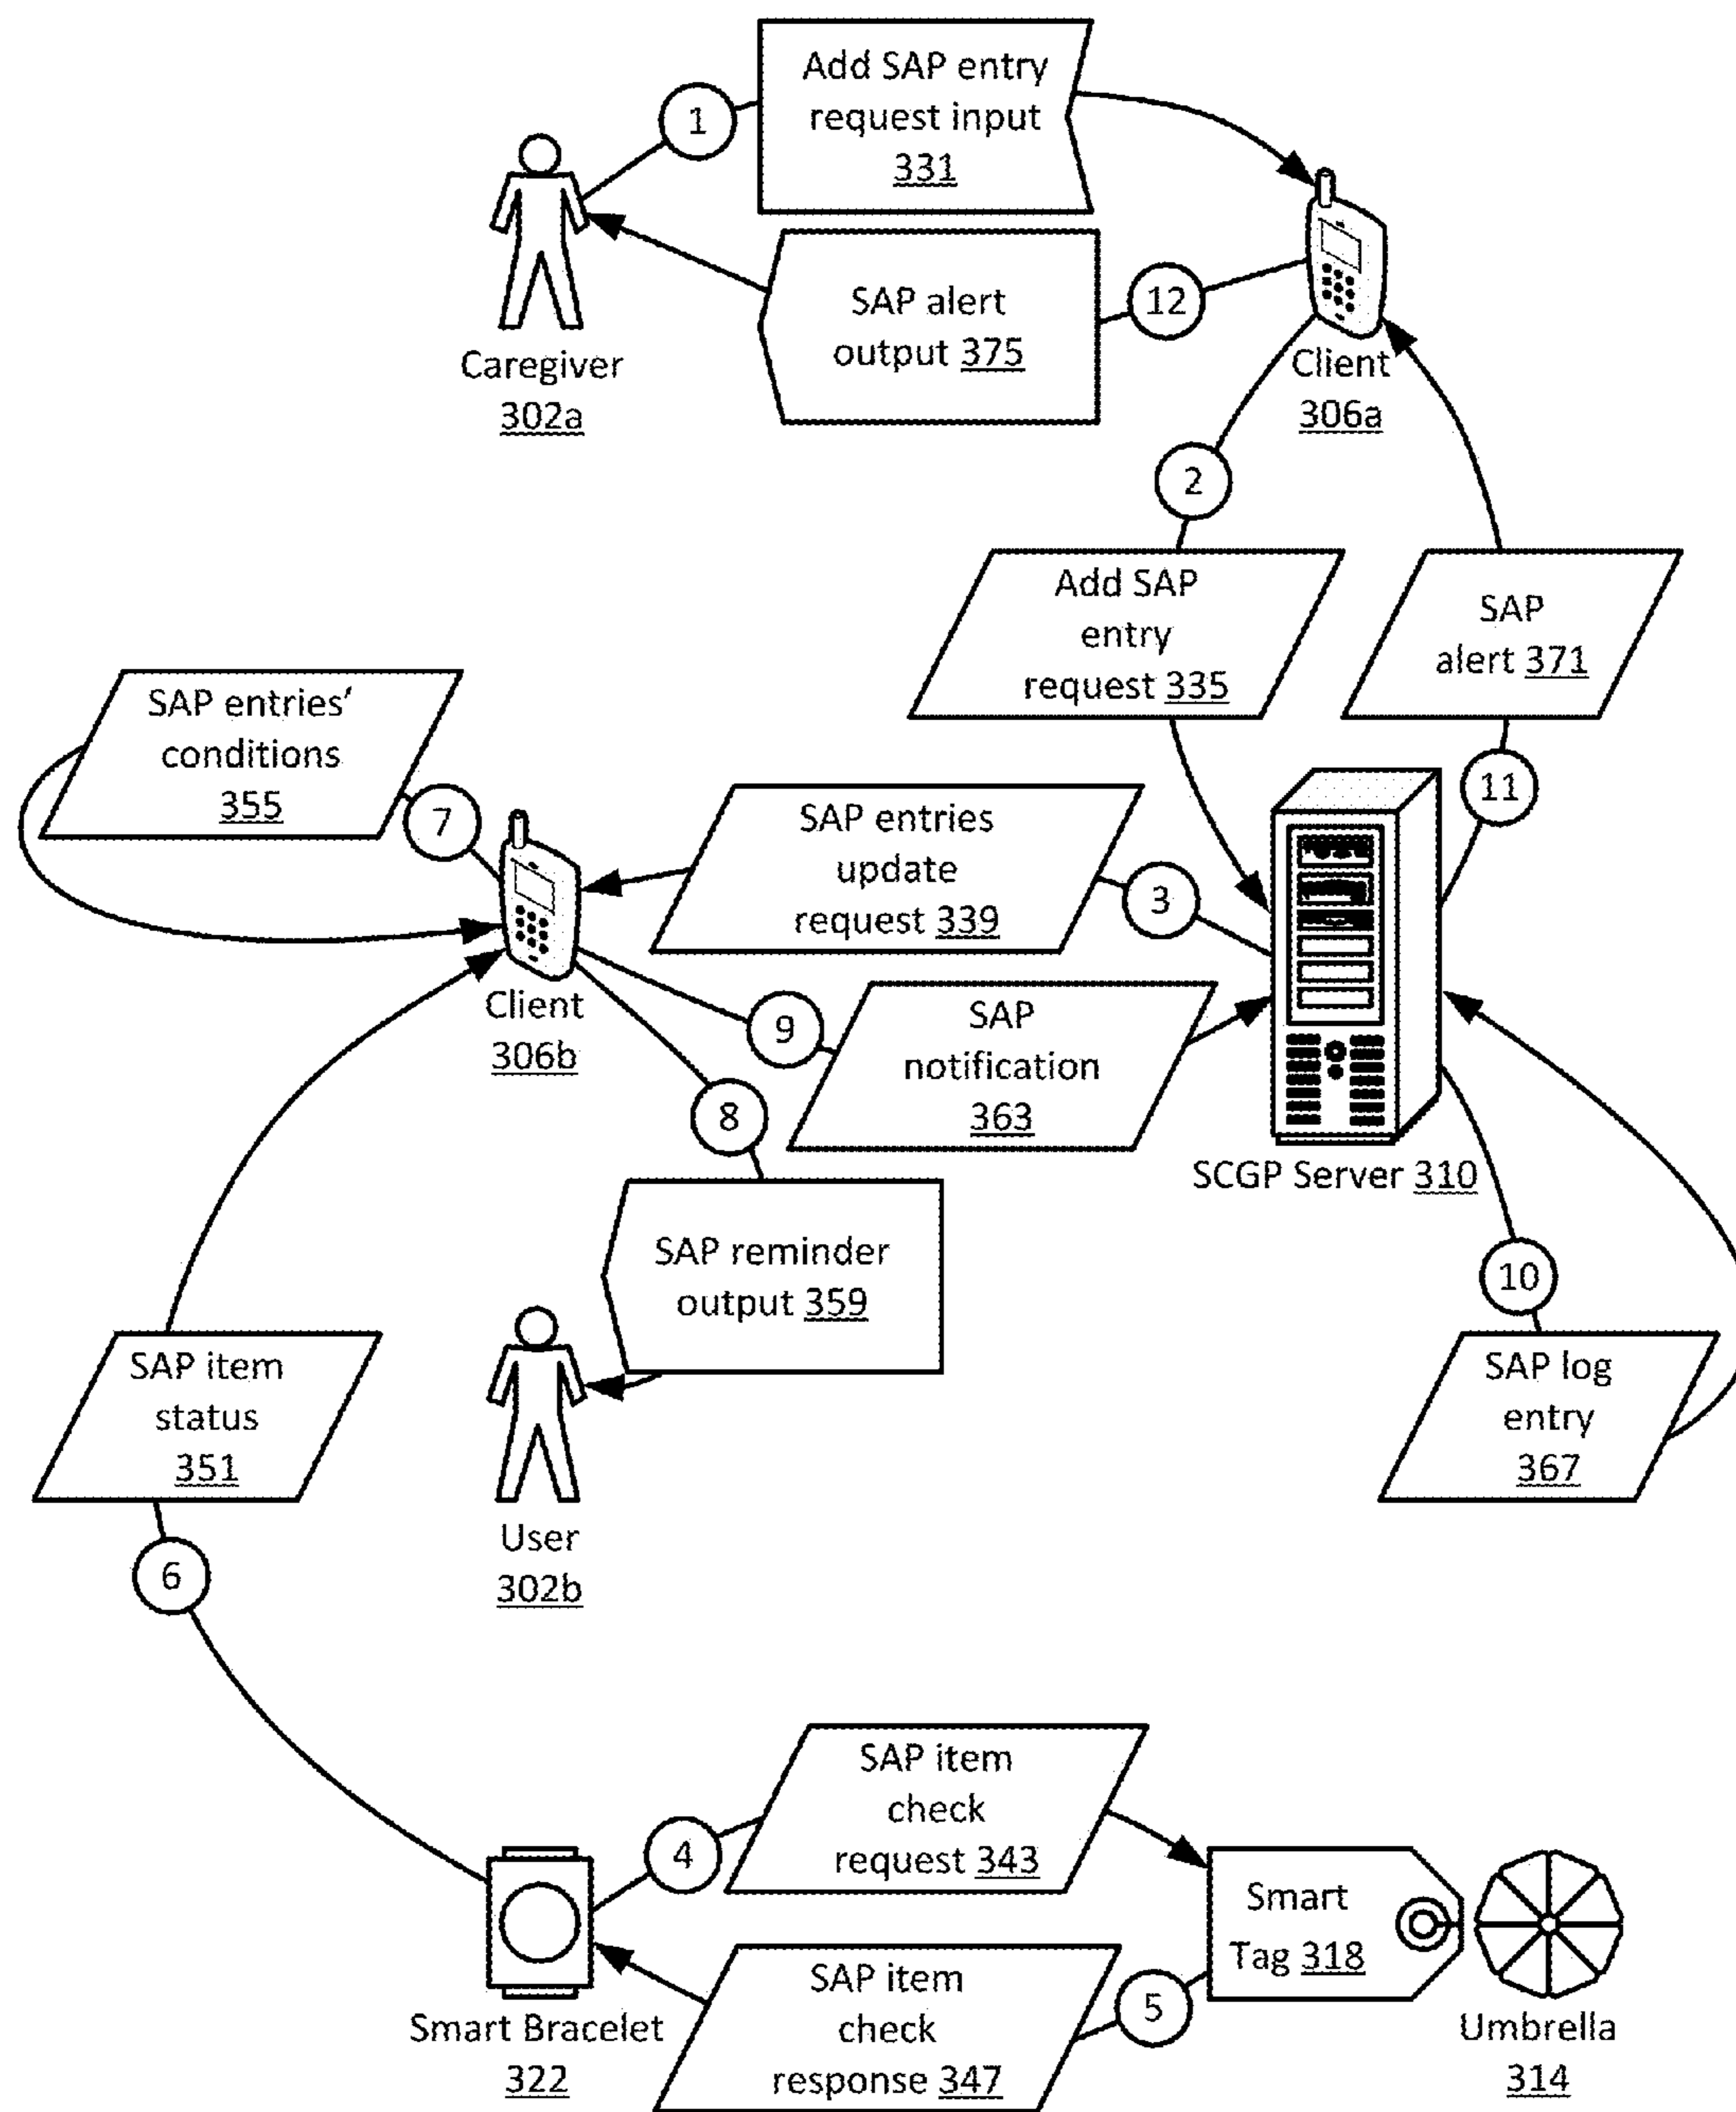 1
Add SAP entry
request input
331
Caregiver
302a
SAP alert
output 375
12
Client
306a
2
Add SAP
entry
request 335
SAP
alert 371
11
SAP entries'
conditions
355
7
Client
306b
SAP entries
update
request 339
3
9
SAP
notification
363
SCGP Server 310
8
SAP reminder
output 359
10
SAP log
entry
367
SAP item
status
351
6
User
302b
4
SAP item
check
request 343
Smart
Tag 318
Smart Bracelet
322
SAP item
check
response 347
5
Umbrella
314